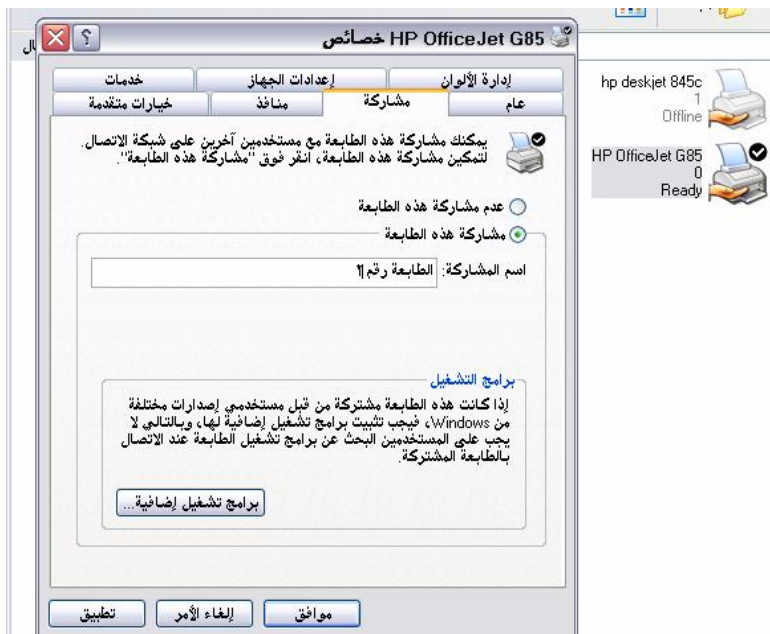 خصائص HP OfficeJet G85
إدارة الألوان
إعدادات الجهاز
خدمات
عام
مشاركة
منافذ
خيارات متقدمة
يمكنك مشاركة هذه الطابعة مع مستخدمين آخرين على شبكة الاتصال.
لتمكين مشاركة هذه الطابعة، انقر فوق "مشاركة هذه الطابعة".
عدم مشاركة هذه الطابعة
مشاركة هذه الطابعة
اسم المشاركة: الطابعة رقم 1
برامج التشغيل
إذا كانت هذه الطابعة مشتركة من قبل مستخدمي إصدارات مختلفة
من Windows، فيجب تثبيت برامج تشغيل إضافية لها، وبالتالي لا
يجب على المستخدمين البحث عن برامج تشغيل الطابعة عند الاتصال
بالطابعة المشتركة.
برامج تشغيل إضافية...
موافق
إلغاء الأمر
تطبيق
hp deskjet 845c
1
Offline
HP OfficeJet G85
0
Ready